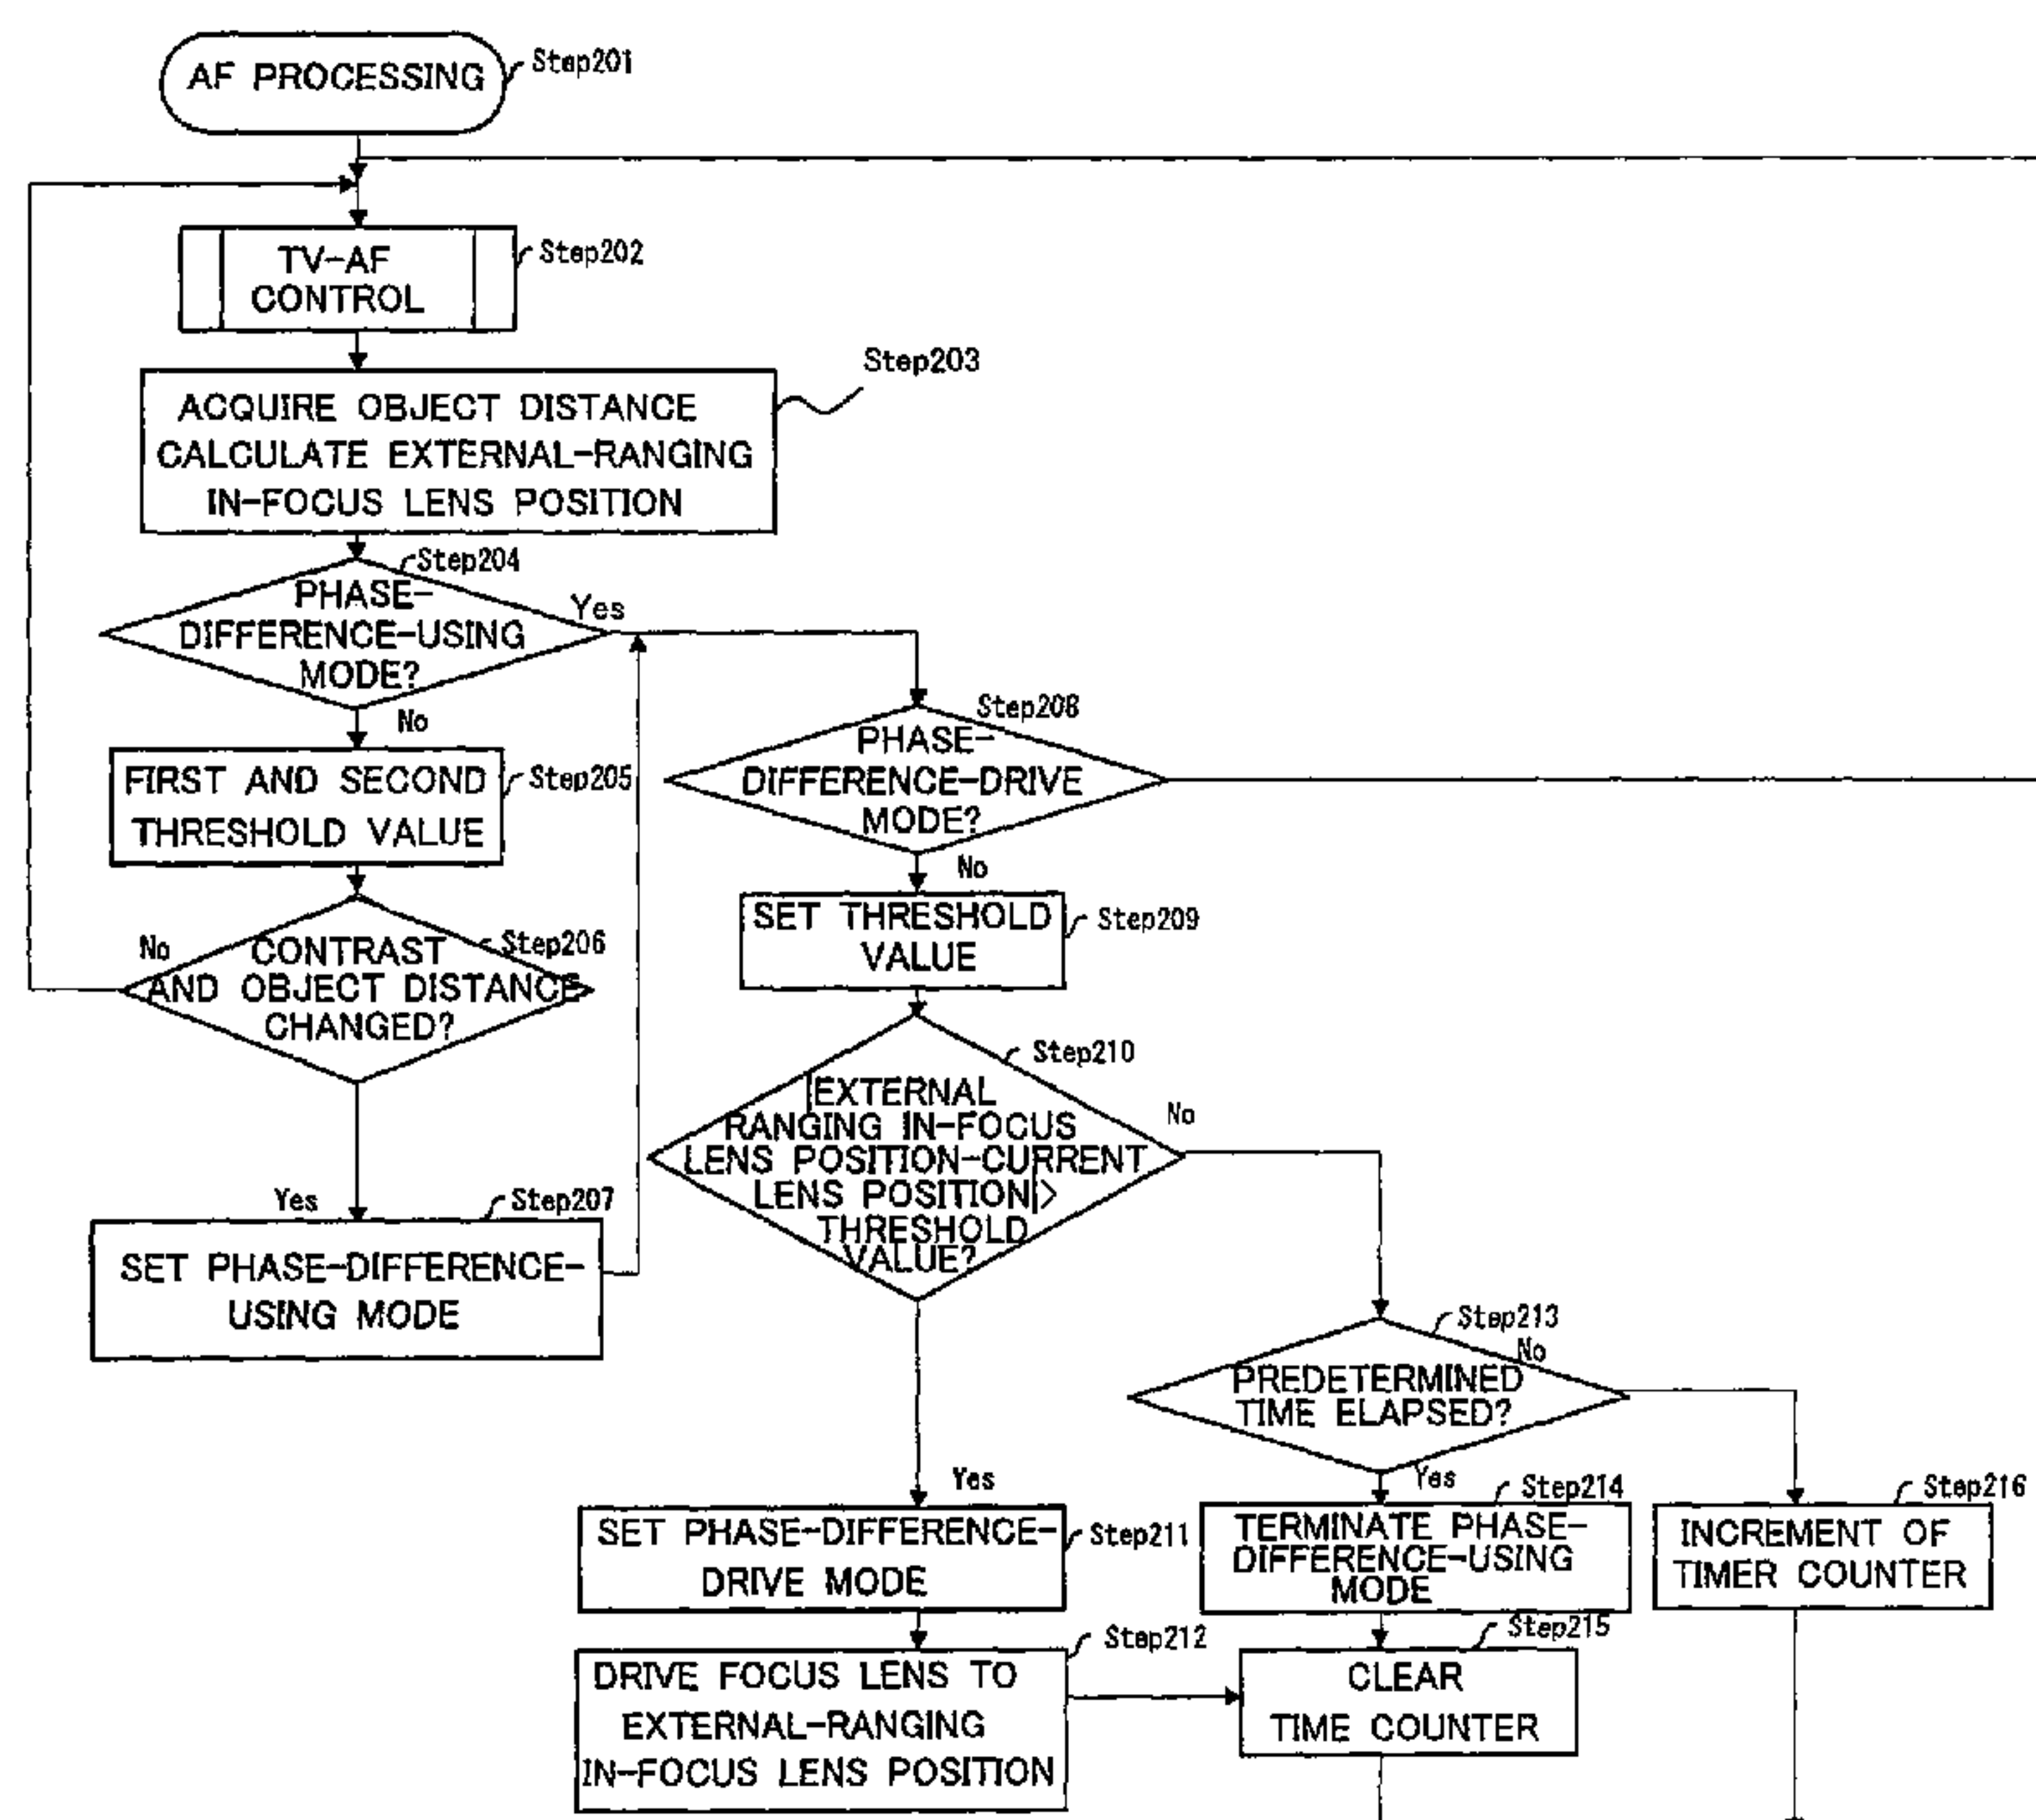 AF PROCESSING
Step201
TV-AF
CONTROL
Step202
Step203
ACQUIRE OBJECT DISTANCE
CALCULATE EXTERNAL-RANGING
IN-FOCUS LENS POSITION
Step204
PHASE-
DIFFERENCE-USING
MODE?
Yes
No
FIRST AND SECOND
THRESHOLD VALUE
Step205
No
CONTRAST
AND OBJECT DISTANCE
CHANGED?
Step206
Yes
Step207
SET PHASE-DIFFERENCE-
USING MODE
Step208
PHASE-
DIFFERENCE-DRIVE
MODE?
No
SET THRESHOLD
VALUE
Step209
Step210
|EXTERNAL
RANGING IN-FOCUS
LENS POSITION-CURRENT
LENS POSITION|>
THRESHOLD
VALUE?
No
Yes
SET PHASE-DIFFERENCE-
DRIVE MODE
Step211
Step212
DRIVE FOCUS LENS TO
EXTERNAL-RANGING
IN-FOCUS LENS POSITION
Step213
No
PREDETERMINED
TIME ELAPSED?
Yes
Step214
TERMINATE PHASE-
DIFFERENCE-USING
MODE
Step215
CLEAR
TIME COUNTER
Step216
INCREMENT OF
TIMER COUNTER